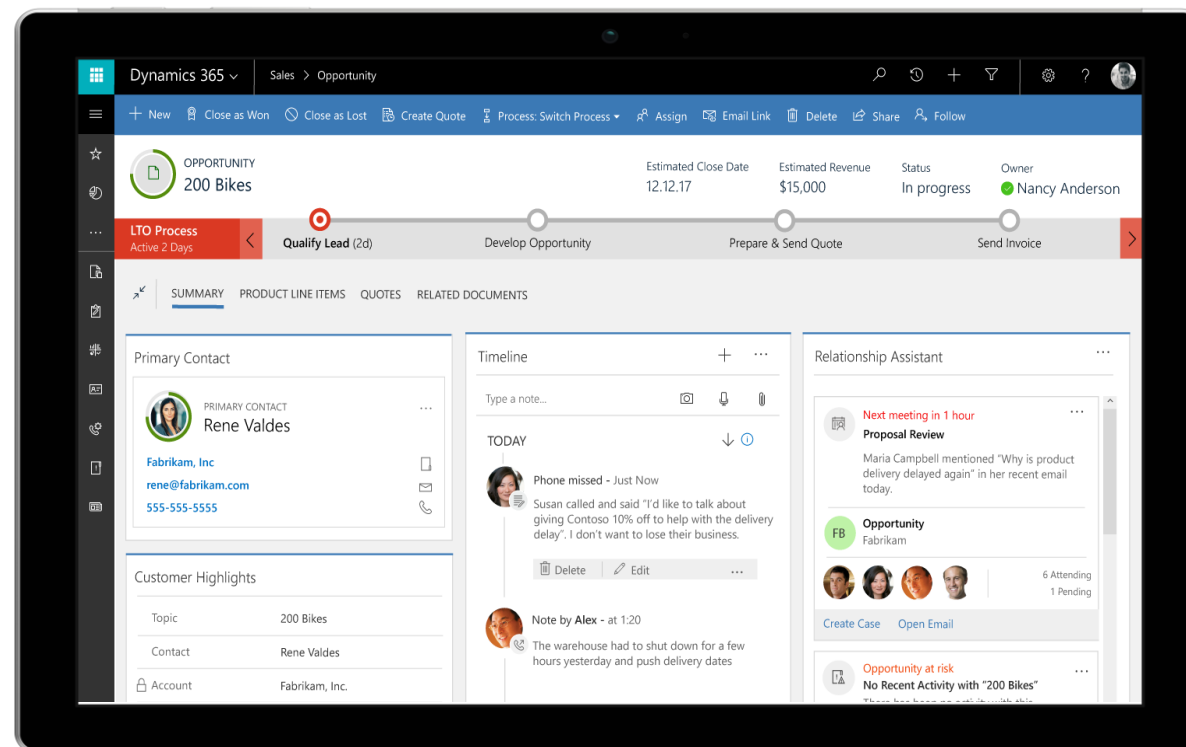 Dynamics 365
Sales > Opportunity
?
New
Close as Won
Close as Lost
Create Quote
Process: Switch Process
Assign
Email Link
Delete
Share
Follow
OPPORTUNITY
200 Bikes
Estimated Close Date
12.12.17
Estimated Revenue
$15,000
Status
In progress
Owner
Nancy Anderson
LTO Process
Active 2 Days
Qualify Lead (2d)
Develop Opportunity
Prepare & Send Quote
Send Invoice
SUMMARY
PRODUCT LINE ITEMS
QUOTES
RELATED DOCUMENTS
Primary Contact
PRIMARY CONTACT
Rene Valdes
Fabrikam, Inc
rene@fabrikam.com
555-555-5555
Customer Highlights
Topic 200 Bikes
Contact Rene Valdes
Account Fabrikam, Inc.
Timeline
Type a note...
TODAY
Phone missed - Just Now
Susan called and said "I'd like to talk about
giving Contoso 10% off to help with the delivery
delay". I don't want to lose their business.
Delete
Edit
Note by Alex - at 1:20
The warehouse had to shut down for a few
hours yesterday and push delivery dates
Relationship Assistant
Next meeting in 1 hour
Proposal Review
Maria Campbell mentioned "Why is product
delivery delayed again" in her recent email
today.
FB
Opportunity
Fabrikam
6 Attending
1 Pending
Create Case
Open Email
Opportunity at risk
No Recent Activity with "200 Bikes"
There has been no activity with this